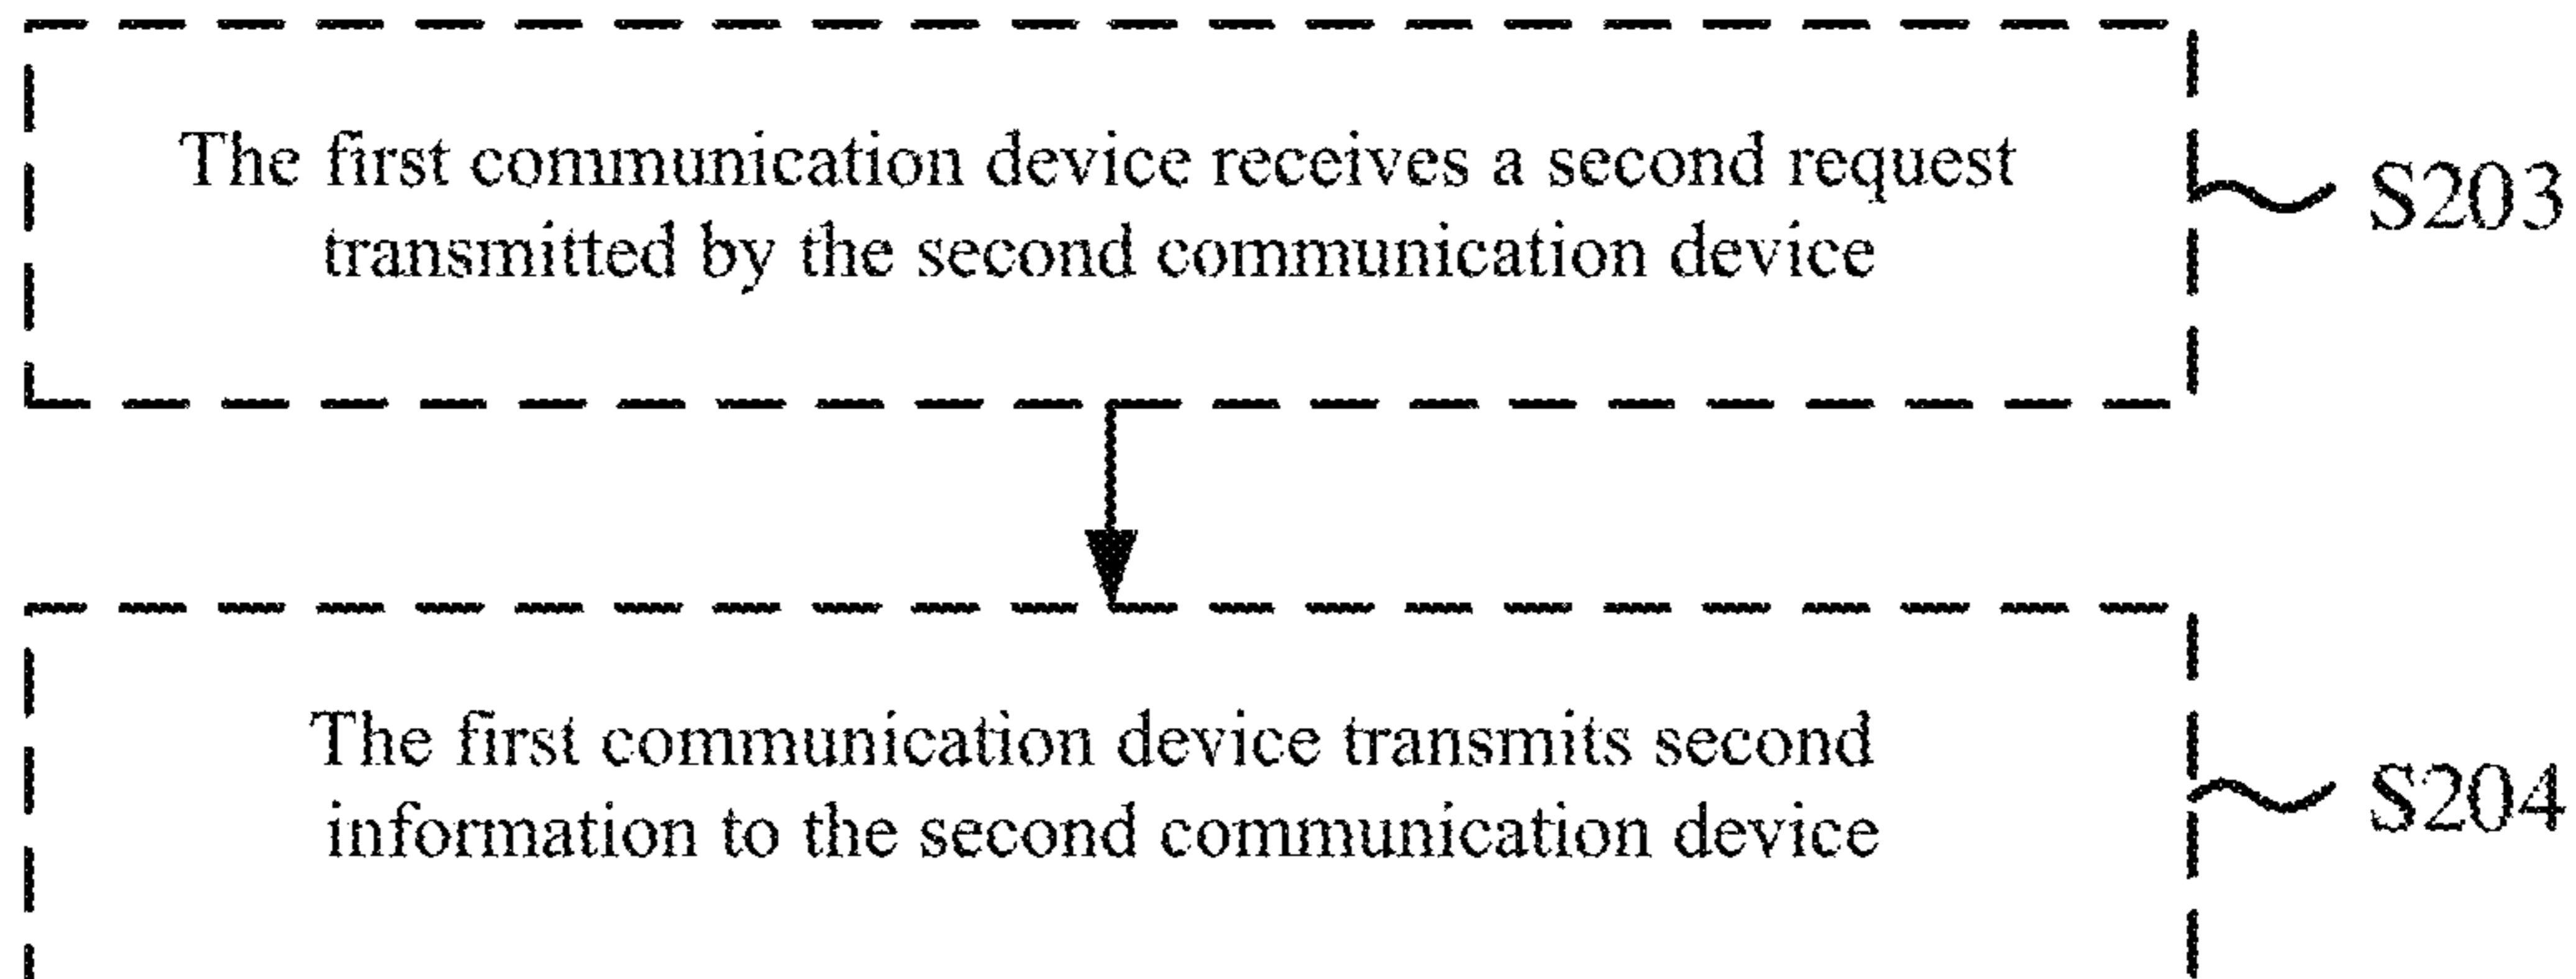 The first communication device receives a second request
transmitted by the second communication device
S203
The first communication device transmits second
information to the second communication device
S204